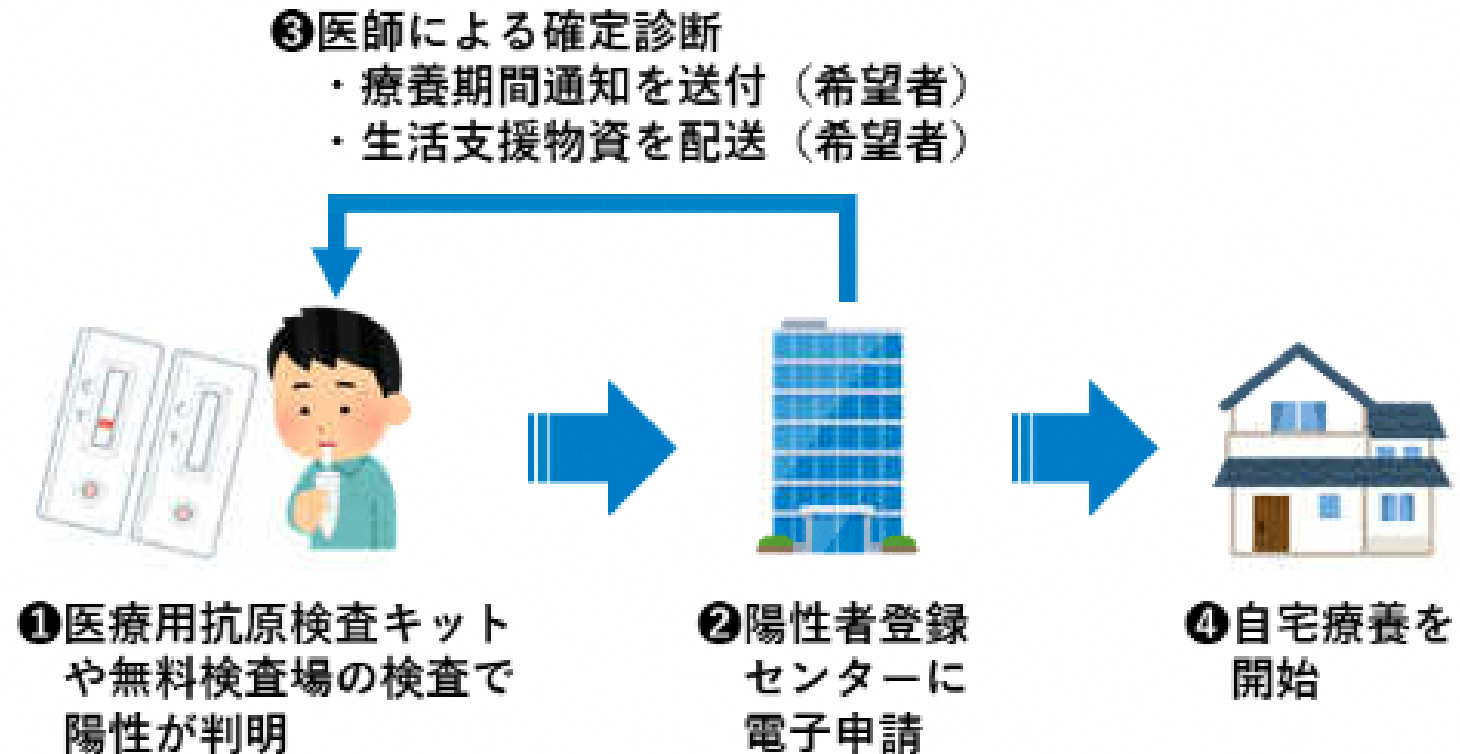 ❸医師による確定診断
・療養期間通知を送付（希望者）
・生活支援物資を配送（希望者）
❶医療用抗原検査キット
や無料検査場の検査で
陽性が判明
❷陽性者登録
センターに
電子申請
❹自宅療養を
開始
C
T
C
T